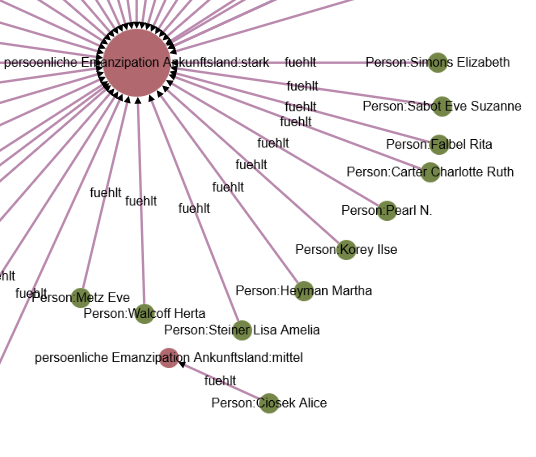 persoenliche Emanzipation Ankunftsland:stark
fuehlt
Person:Simons Elizabeth
fuehlt
Person:Sabot Eve Suzanne
fuehlt
fuehlt
Person:Falbel Rita
fuehlt
Person:Carter Charlotte Ruth
fuehlt
fuehlt
fuehlt
fuehlt
fuehlt
Person:Pearl N.
Person:Korey Ilse
ehlt
fuehlt
Person:Metz Eve
Person:Heyman Martha
Person:Walcoff Herta
Person:Steiner Lisa Amelia
persoenliche Emanzipation Ankunftsland:mittel
fuehlt
Person:Ciosek Alice